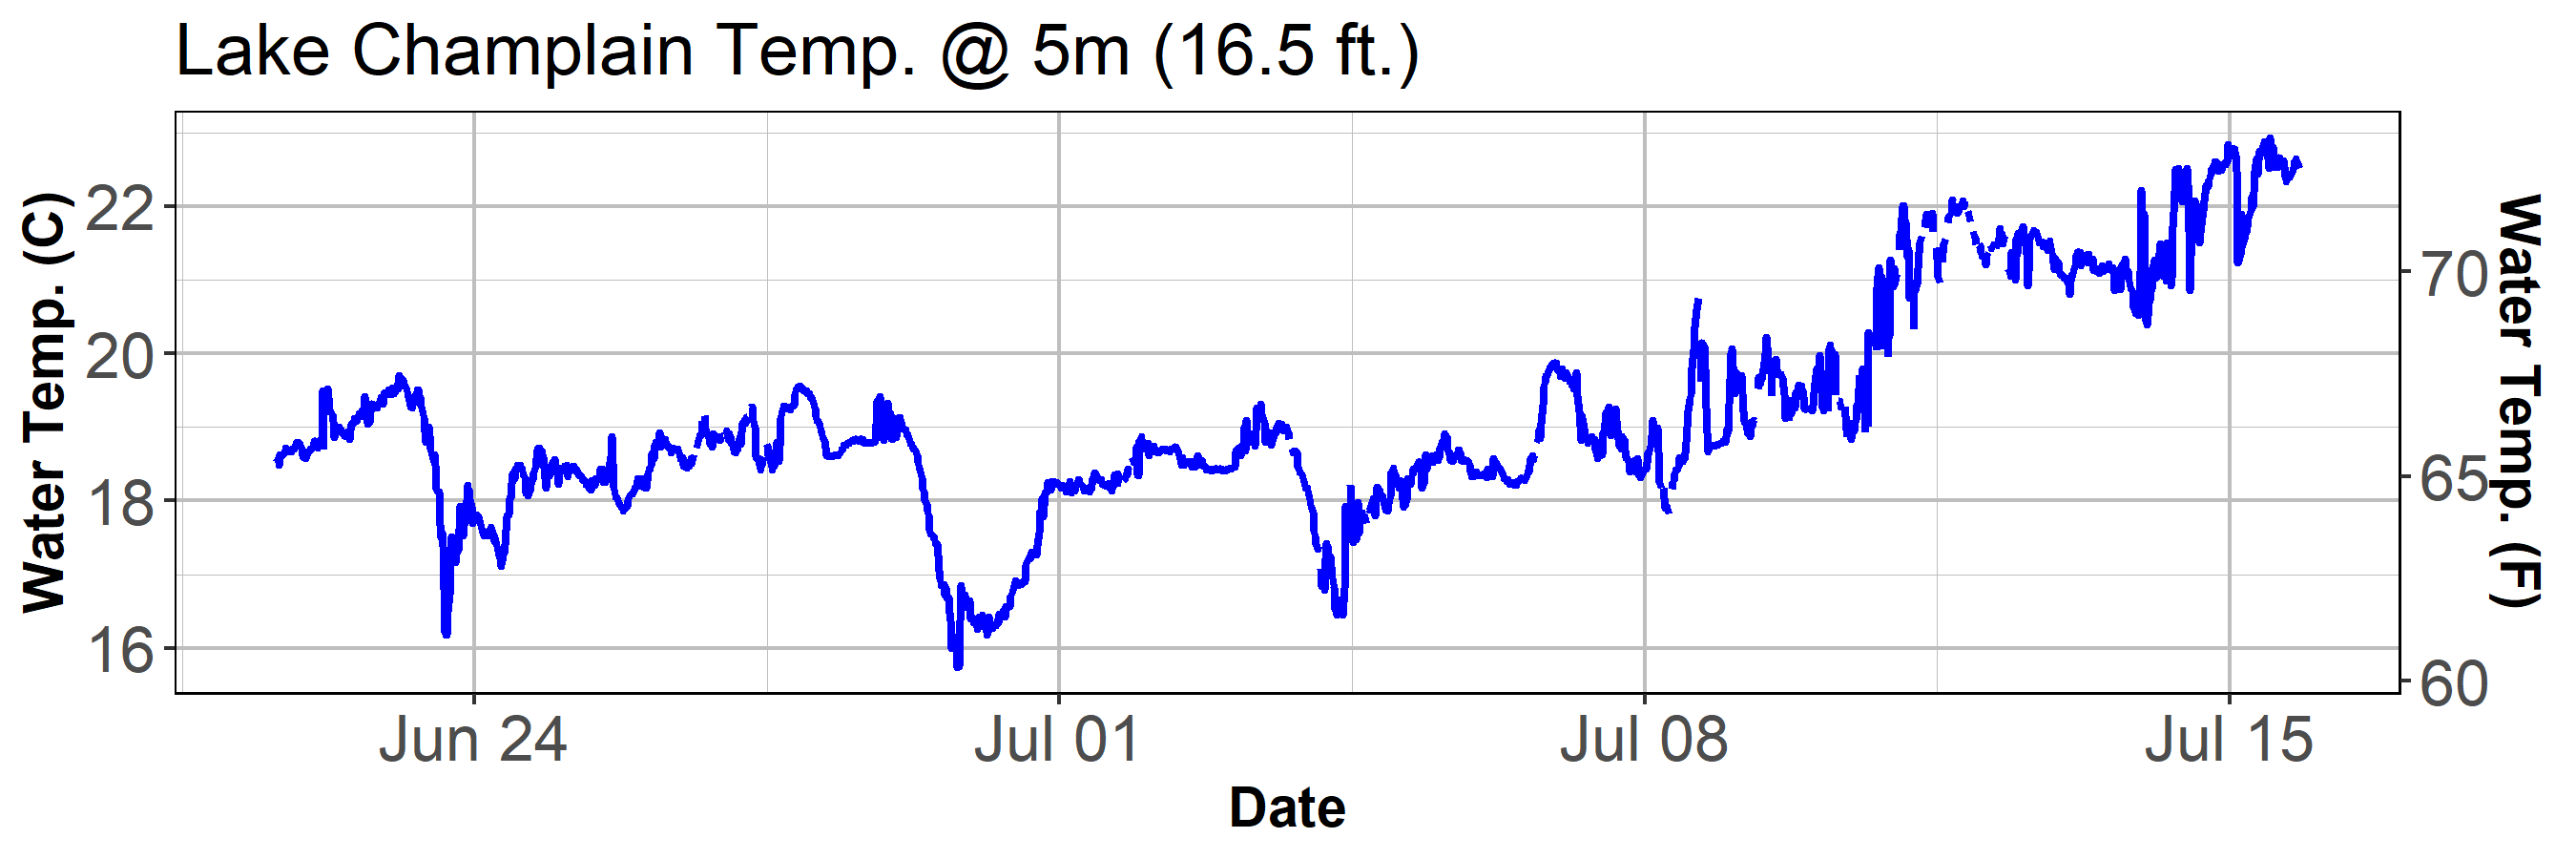 Lake Champlain Temp. @ 5m (16.5 ft.)
Water Temp. (C)
22
20
18
16
70
65
60
Water Temp. (F)
Jun 24
Jul 01
Jul 08
Jul 15
Date